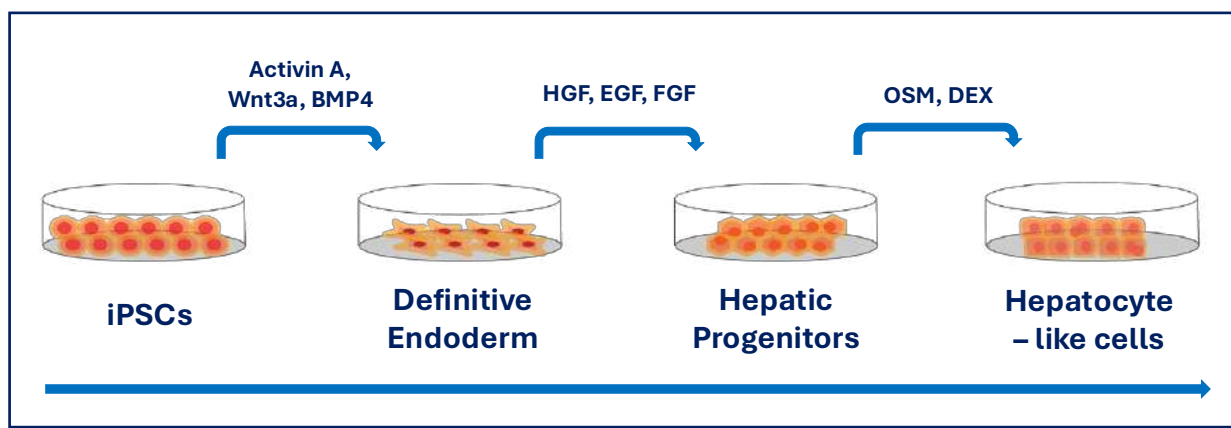 Activin A,
Wnt3a, BMP4
HGF, EGF, FGF
OSM, DEX
iPSCs
Definitive
Endoderm
Hepatic
Progenitors
Hepatocyte
– like cells